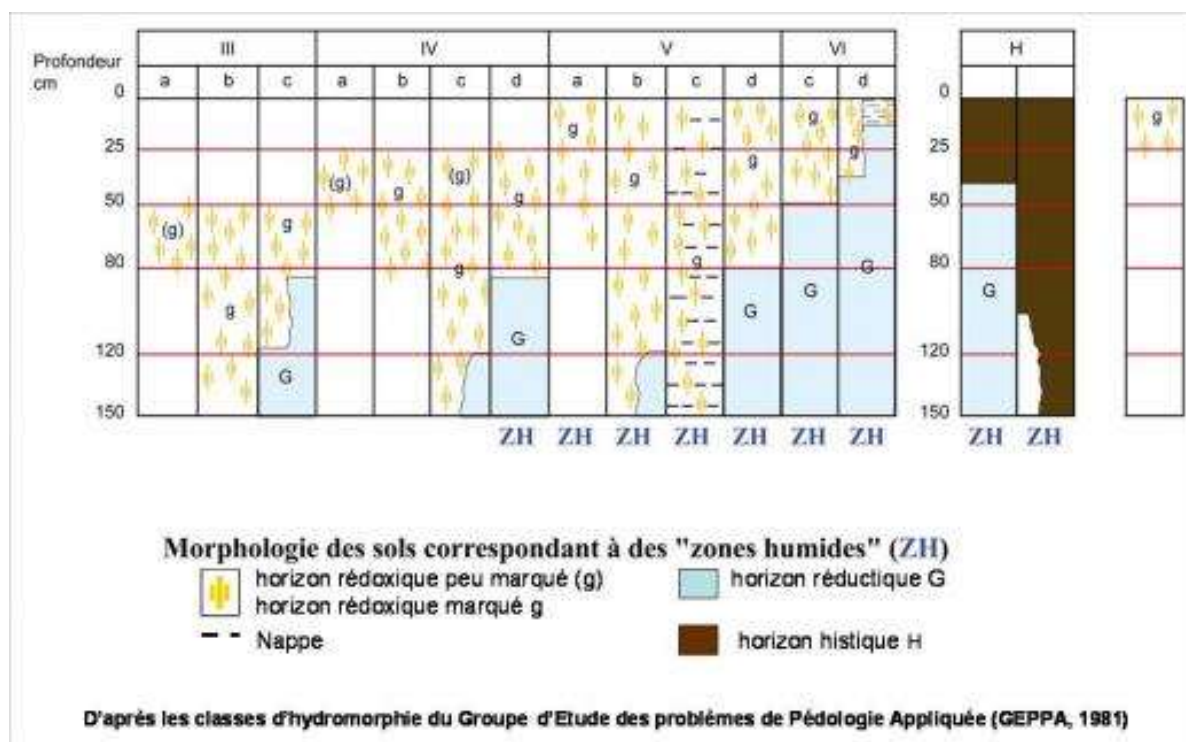 III IV V VI H
Profondeur
cm
a b c a b c d a b c d c d
0 0
g g g
25 25
(g) g (g) g g g g
50 50
(g) g g
80 80
g g G G G G G
120 120
G
150 150
ZH ZH ZH ZH ZH ZH ZH ZH ZH
Morphologie des sols correspondant à des "zones humides" (ZH)
horizon rédoxique peu marqué (g)
horizon rédoxique marqué g
Nappe
horizon réductique G
horizon histique H
D'après les classes d'hydromorphie du Groupe d'Etude des problèmes de Pédologie Appliquée (GEPPA, 1981)